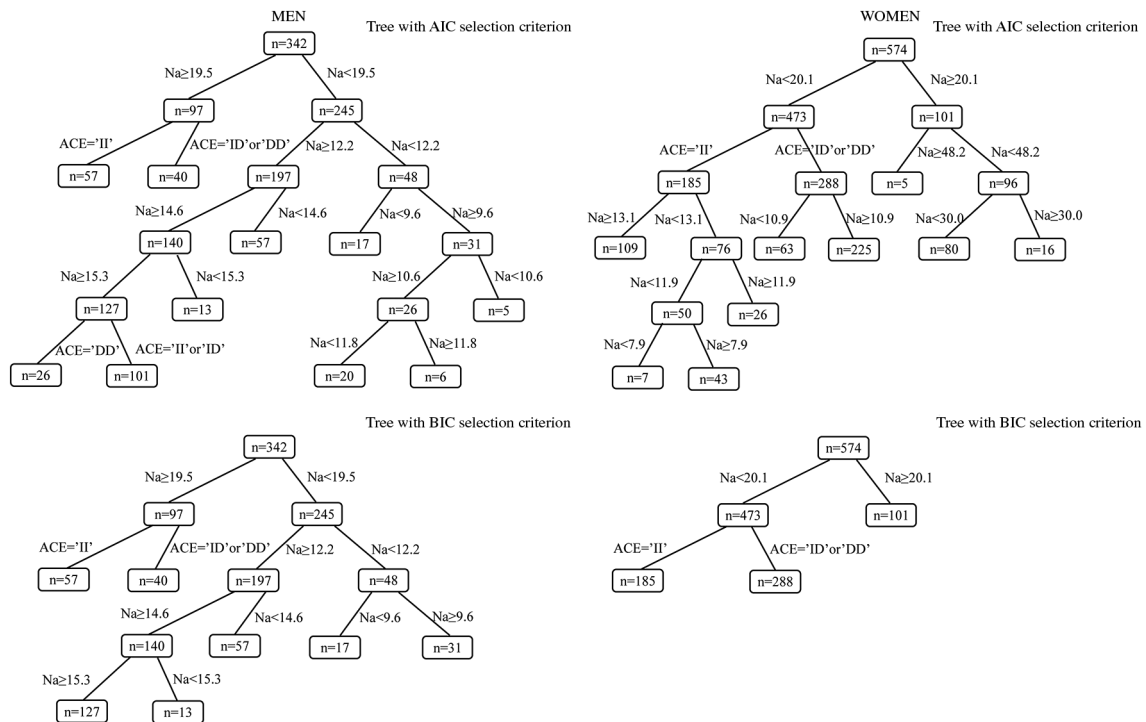 MEN
Tree with AIC selection criterion
n=342
Na≥19.5
Na<19.5
n=97
n=245
ACE='II'
ACE='ID'or'DD'
Na≥12.2
Na<12.2
n=57
n=40
n=197
n=48
Na≥14.6
Na<14.6
Na<9.6
Na≥9.6
n=140
n=57
n=17
n=31
Na≥15.3
Na<15.3
Na≥10.6
Na<10.6
n=127
n=13
n=26
n=5
ACE='DD'
ACE='II'or'ID'
Na<11.8
Na≥11.8
n=26
n=101
n=20
n=6
WOMEN
Tree with AIC selection criterion
n=574
Na<20.1
Na≥20.1
n=473
n=101
ACE='II'
ACE='ID'or'DD'
Na≥48.2
Na<48.2
n=185
n=288
n=5
n=96
Na≥13.1
Na<13.1
Na<10.9
Na≥10.9
Na<30.0
Na≥30.0
n=109
n=76
n=63
n=225
n=80
n=16
Na<11.9
Na≥11.9
n=50
n=26
Na<7.9
Na≥7.9
n=7
n=43
Tree with BIC selection criterion
n=342
Na≥19.5
Na<19.5
n=97
n=245
ACE='II'
ACE='ID'or'DD'
Na≥12.2
Na<12.2
n=57
n=40
n=197
n=48
Na≥14.6
Na<14.6
Na<9.6
Na≥9.6
n=140
n=57
n=17
n=31
Na≥15.3
Na<15.3
n=127
n=13
Tree with BIC selection criterion
n=574
Na<20.1
Na≥20.1
n=473
n=101
ACE='II'
ACE='ID'or'DD'
n=185
n=288